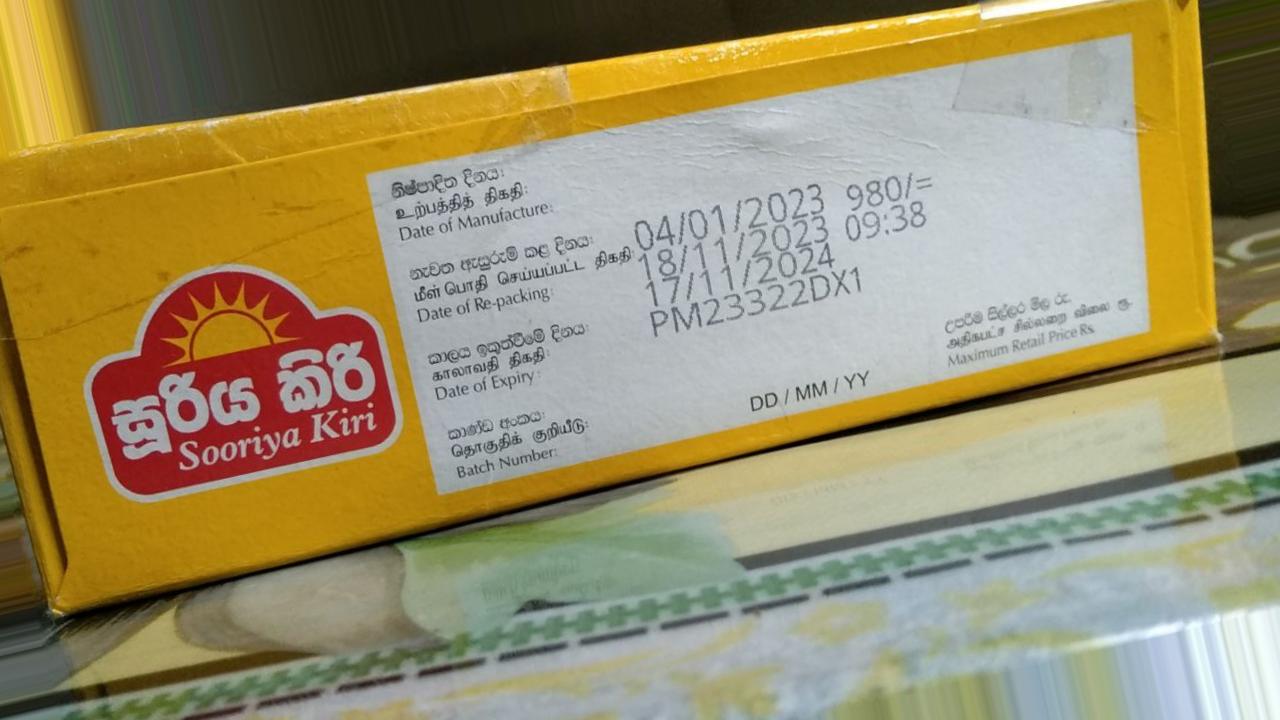 සූරිය කිරි
Sooriya Kiri
නිෂ්පාදිත දිනය:
உற்பத்தித் திகதி:
Date of Manufacture:
නැවත ඇසුරුම් කළ දිනය:
மீள் பொதி செய்யப்பட்ட திகதி:
Date of Re-packing:
කාලය ඉකුත්වීමේ දිනය:
காலாவதி திகதி:
Date of Expiry:
කාණ්ඩ අංකය:
தொகுதிக் குறியீடு:
Batch Number:
04/01/2023 980/=
18/11/2023 09:38
17/11/2024
PM23322DX1
DD / MM / YY
උපරිම සිල්ලර මිල රු.
அதிகபட்ச சில்லறை விலை ரூ.
Maximum Retail Price Rs.